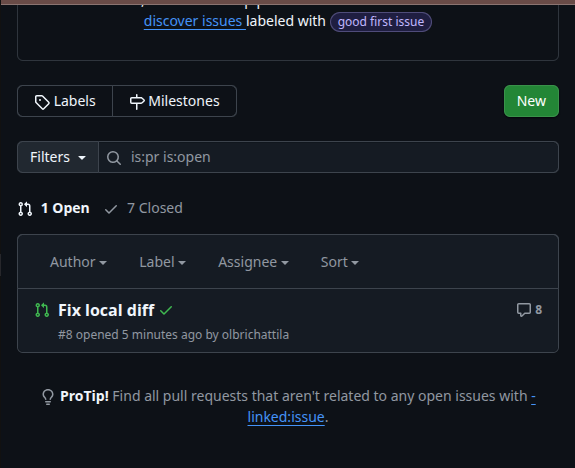 discover issues labeled with good first issue
Labels Milestones New
Filters is:pr is:open
1 Open 7 Closed
Author Label Assignee Sort
Fix local diff 8
#8 opened 5 minutes ago by olbrichattila
ProTip! Find all pull requests that aren't related to any open issues with -
linked:issue.